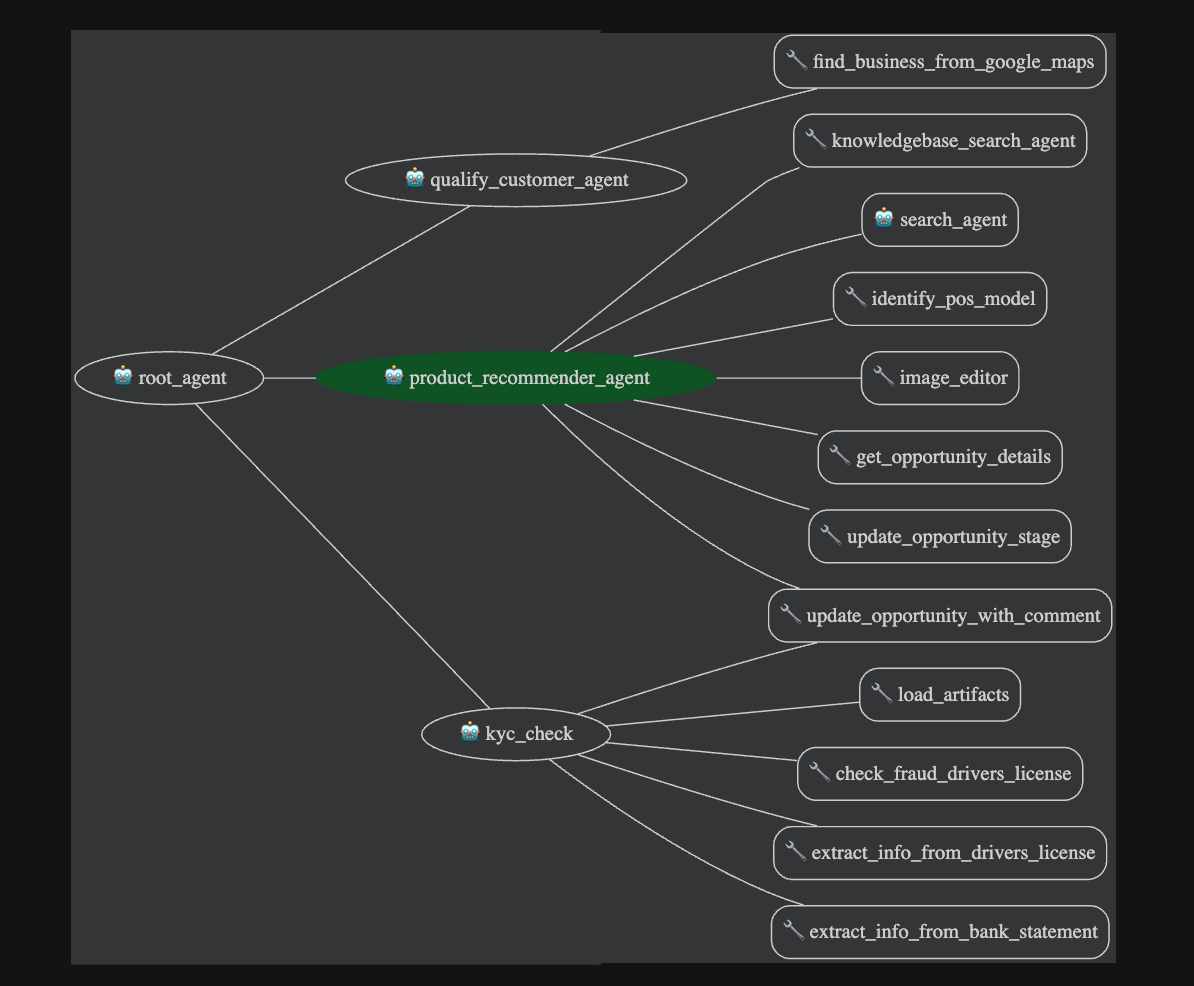 find_business_from_google_maps
knowledgebase_search_agent
qualify_customer_agent
search_agent
identify_pos_model
root_agent
product_recommender_agent
image_editor
get_opportunity_details
update_opportunity_stage
update_opportunity_with_comment
load_artifacts
kyc_check
check_fraud_drivers_license
extract_info_from_drivers_license
extract_info_from_bank_statement